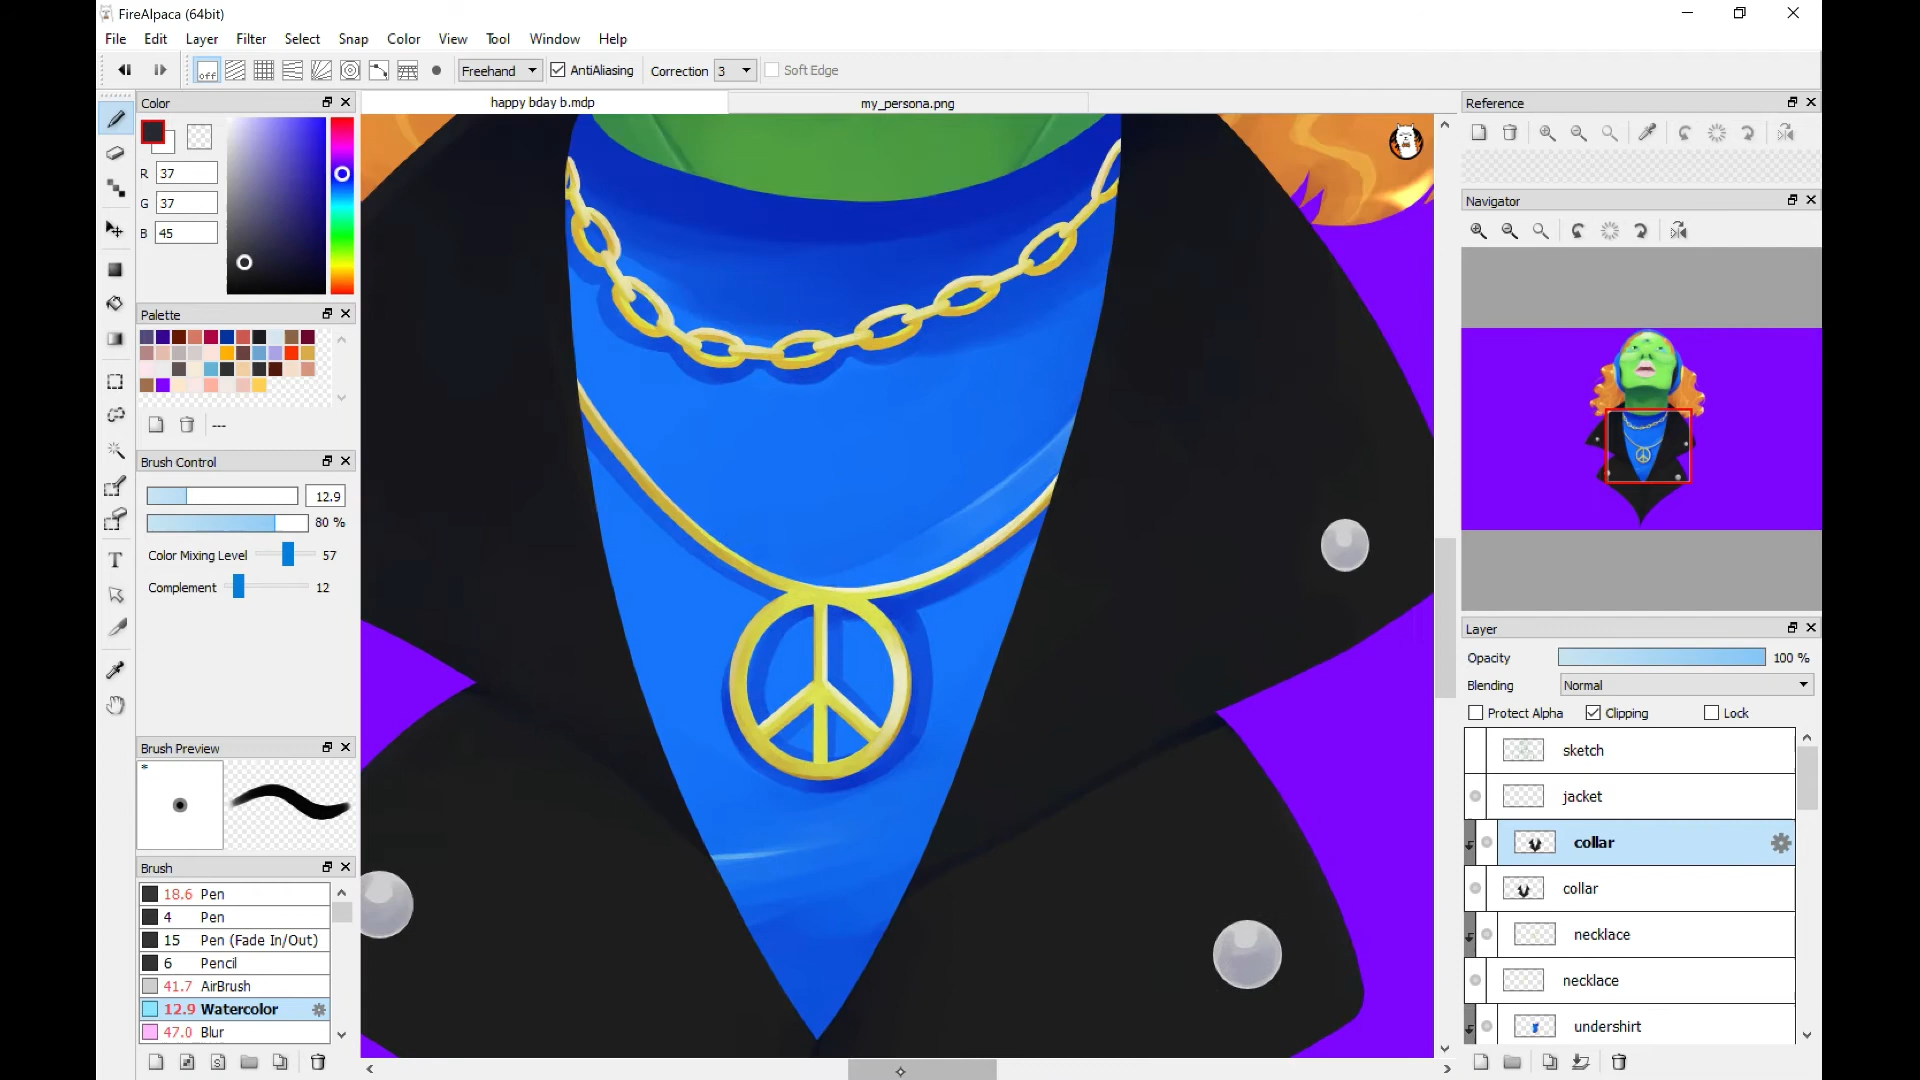 FireAlpaca (64bit)
File Edit Layer Filter Select Snap Color View Tool Window Help
off Freehand AntiAliasing Correction 3 Soft Edge
Color
happy bday b.mdp
my_persona.png
Reference
R 37
G 37
B 45
Navigator
Palette
---
Brush Control
12.9
80 %
Color Mixing Level 57
Complement 12
Layer
Opacity 100 %
Blending Normal
Protect Alpha Clipping Lock
Brush Preview
*
sketch
jacket
collar
collar
necklace
necklace
undershirt
Brush
18.6 Pen
4 Pen
15 Pen (Fade In/Out)
6 Pencil
41.7 AirBrush
12.9 Watercolor
47.0 Blur
S